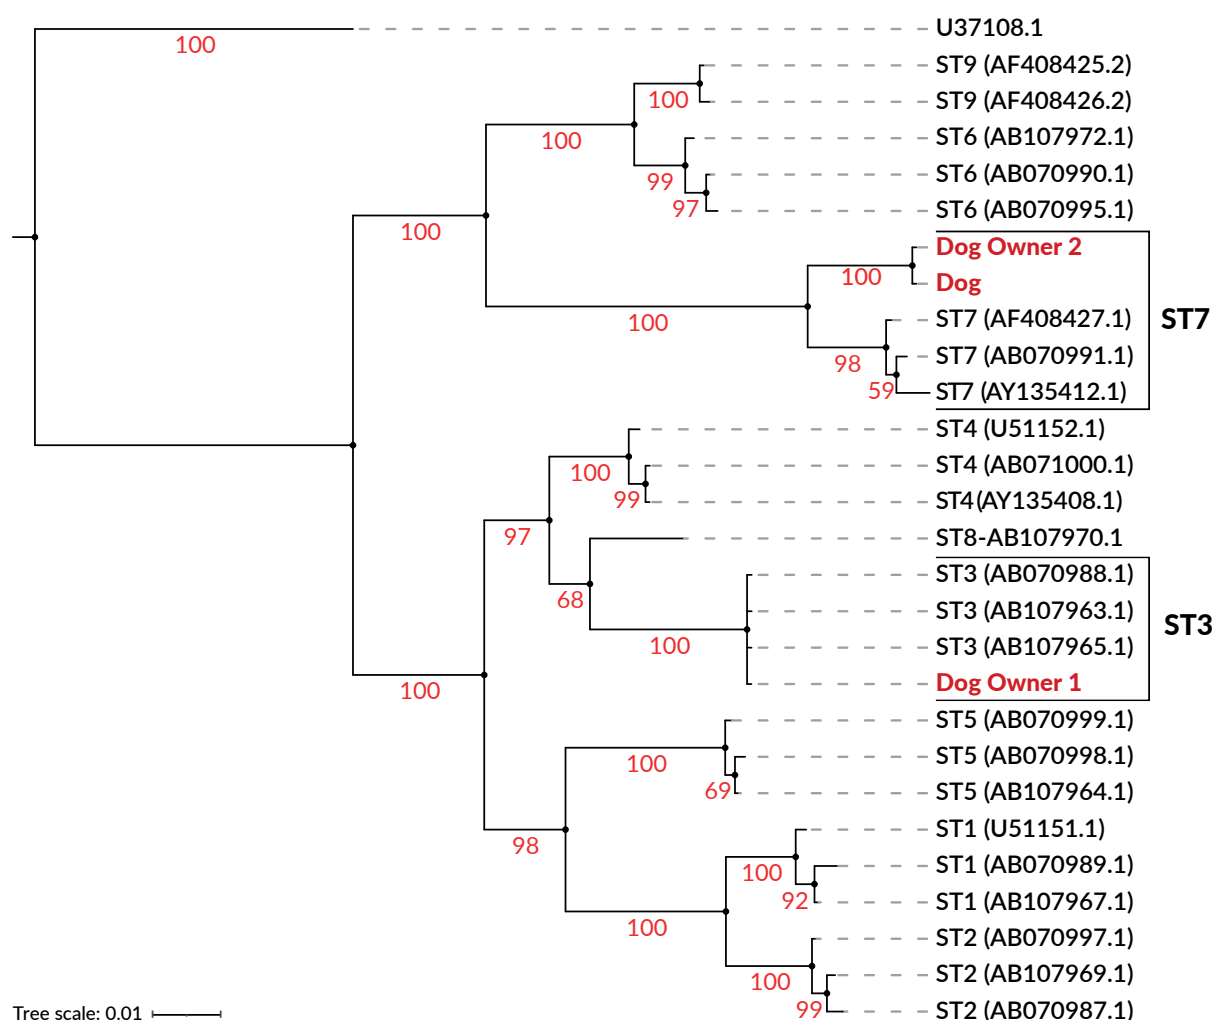 U37108.1
100
ST9 (AF408425.2)
100
ST9 (AF408426.2)
100
ST6 (AB107972.1)
99
ST6 (AB070990.1)
97
ST6 (AB070995.1)
100
Dog Owner 2
100
Dog
100
ST7 (AF408427.1)
ST7
98
ST7 (AB070991.1)
59
ST7 (AY135412.1)
ST4 (U51152.1)
100
ST4 (AB071000.1)
99
ST4(AY135408.1)
97
ST8-AB107970.1
68
ST3 (AB070988.1)
ST3 (AB107963.1)
ST3
100
ST3 (AB107965.1)
100
Dog Owner 1
ST5 (AB070999.1)
100
ST5 (AB070998.1)
69
ST5 (AB107964.1)
98
ST1 (U51151.1)
100
ST1 (AB070989.1)
92
ST1 (AB107967.1)
100
ST2 (AB070997.1)
100
ST2 (AB107969.1)
99
ST2 (AB070987.1)
Tree scale: 0.01